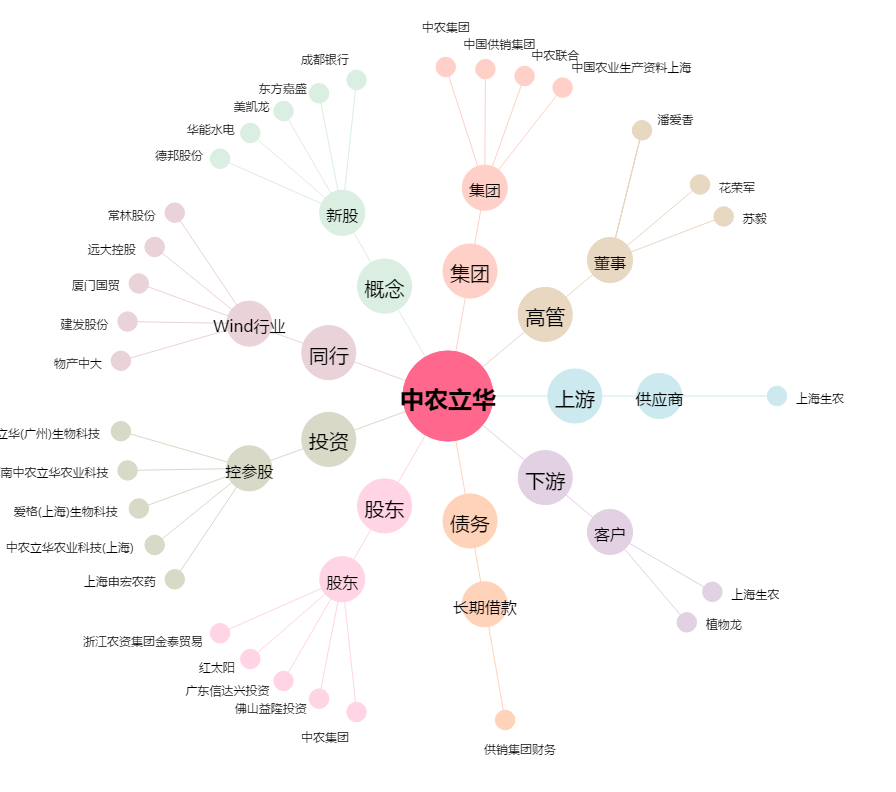 中农集团
中国供销集团
中农联合
中国农业生产资料上海
集团
集团
成都银行
东方嘉盛
美凯龙
华能水电
德邦股份
新股
概念
潘爱香
花荣军
苏毅
董事
高管
常林股份
远大控股
厦门国贸
建发股份
物产中大
Wind行业
同行
中农立华
上游
供应商
上海生农
投资
控参股
立华(广州)生物科技
南中农立华农业科技
爱格(上海)生物科技
中农立华农业科技(上海)
上海申宏农药
下游
客户
上海生农
植物龙
股东
股东
浙江农资集团金泰贸易
红太阳
广东信达兴投资
佛山益隆投资
中农集团
债务
长期借款
供销集团财务